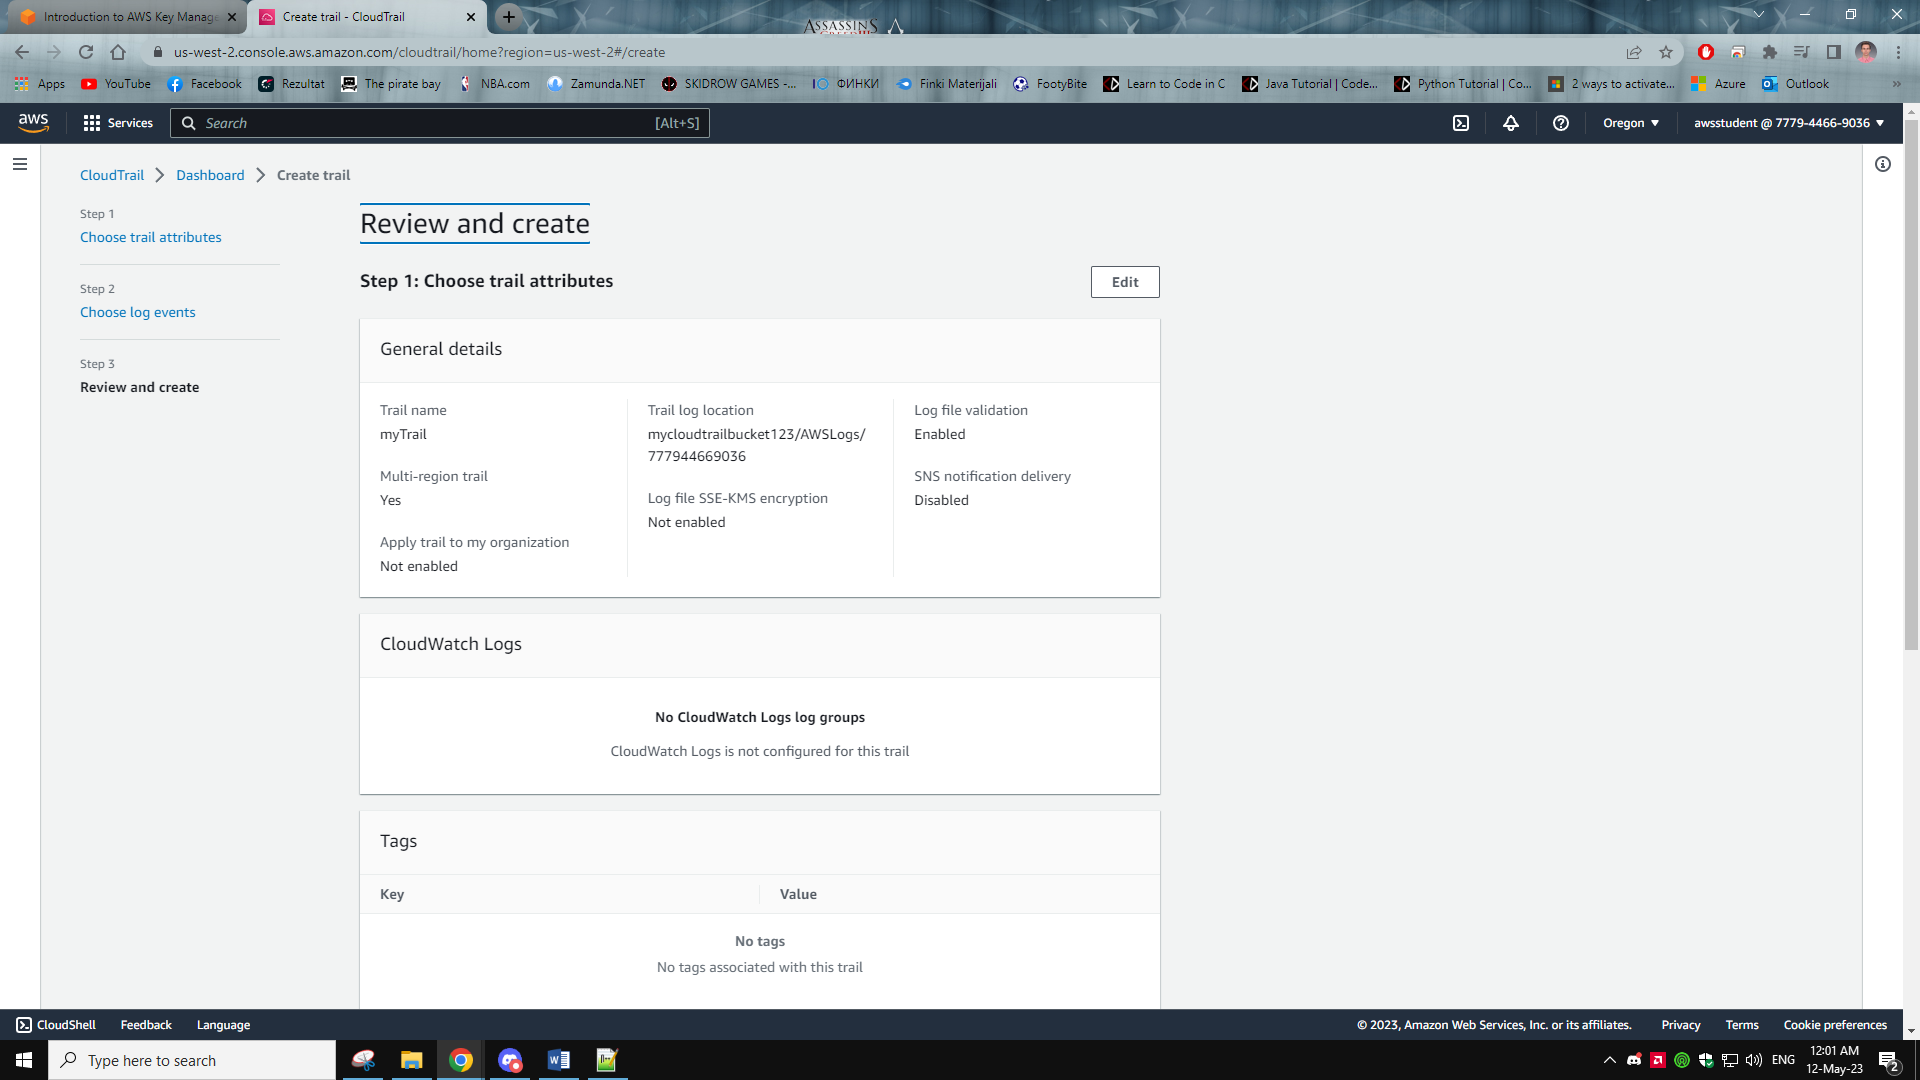 Introduction to AWS Key Manage
Create trail - CloudTrail
ASSASSINS
us-west-2.console.aws.amazon.com/cloudtrail/home?region=us-west-2#/create
Apps
YouTube
Facebook
Rezultat
The pirate bay
NBA.com
Zamunda.NET
SKIDROW GAMES -...
ФИНКИ
Finki Materijali
FootyBite
Learn to Code in C
Java Tutorial | Code...
Python Tutorial | Co...
2 ways to activate...
Azure
Outlook
»
aws
Services
Search
[Alt+S]
Oregon
awsstudent @ 7779-4466-9036
CloudTrail
Dashboard
Create trail
Step 1
Choose trail attributes
Step 2
Choose log events
Step 3
Review and create
Review and create
Step 1: Choose trail attributes
Edit
General details
Trail name
myTrail
Multi-region trail
Yes
Apply trail to my organization
Not enabled
Trail log location
mycloudtrailbucket123/AWSLogs/
777944669036
Log file SSE-KMS encryption
Not enabled
Log file validation
Enabled
SNS notification delivery
Disabled
CloudWatch Logs
No CloudWatch Logs log groups
CloudWatch Logs is not configured for this trail
Tags
Key
Value
No tags
No tags associated with this trail
CloudShell
Feedback
Language
© 2023, Amazon Web Services, Inc. or its affiliates.
Privacy
Terms
Cookie preferences
Type here to search
ENG
12:01 AM
12-May-23
2